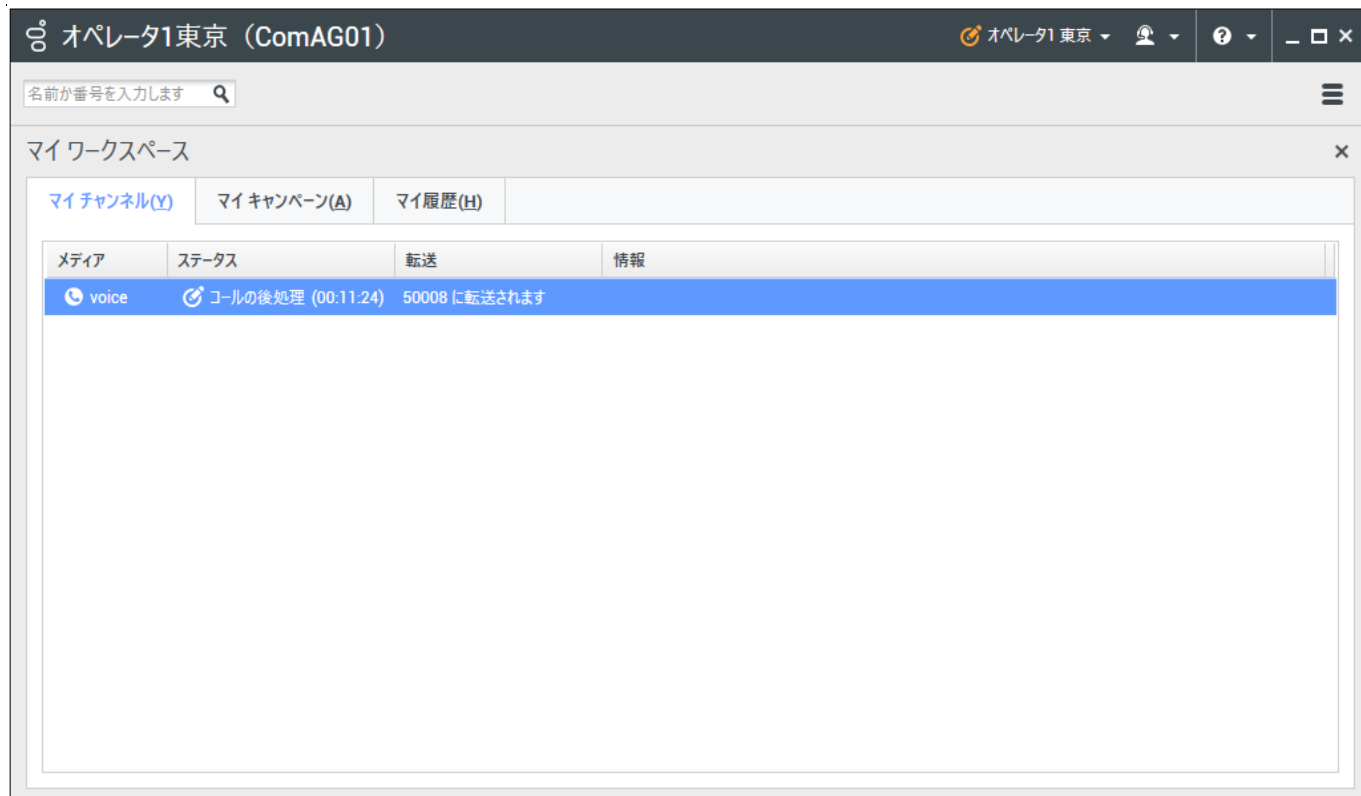 オペレータ1東京（ComAG01）
オペレータ1 東京
名前か番号を入力します
マイ ワークスペース
マイ チャンネル(Y) マイ キャンペーン(A) マイ履歴(H)
メディア ステータス 転送 情報
voice コールの後処理 (00:11:24) 50008 に転送されます